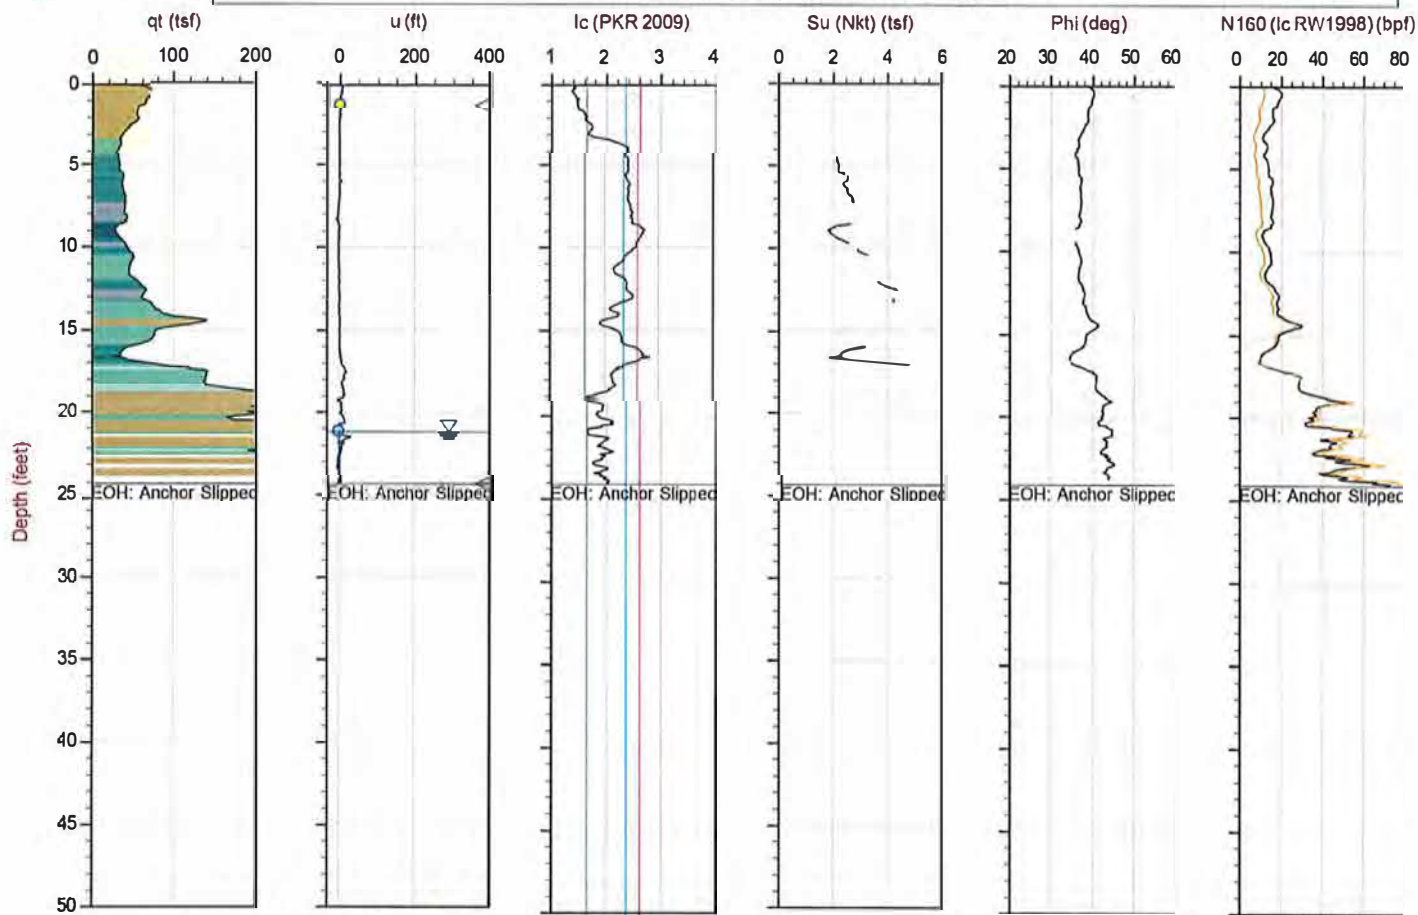 qt (tsf) u (ft) Ic (PKR 2009) Su (Nkt) (tsf) Phi (deg) N160 (Ic RW1998) (bpf)
0 100 200 0 200 400 1 2 3 4 0 2 4 6 20 30 40 50 60 0 20 40 60 80
0
5
10
15
20
EOH: Anchor Slipped EOH: Anchor Slipped EOH: Anchor Slipped EOH: Anchor Slipped EOH: Anchor Slipped EOH: Anchor Slipped
25
30
35
40
45
50
Depth (feet)